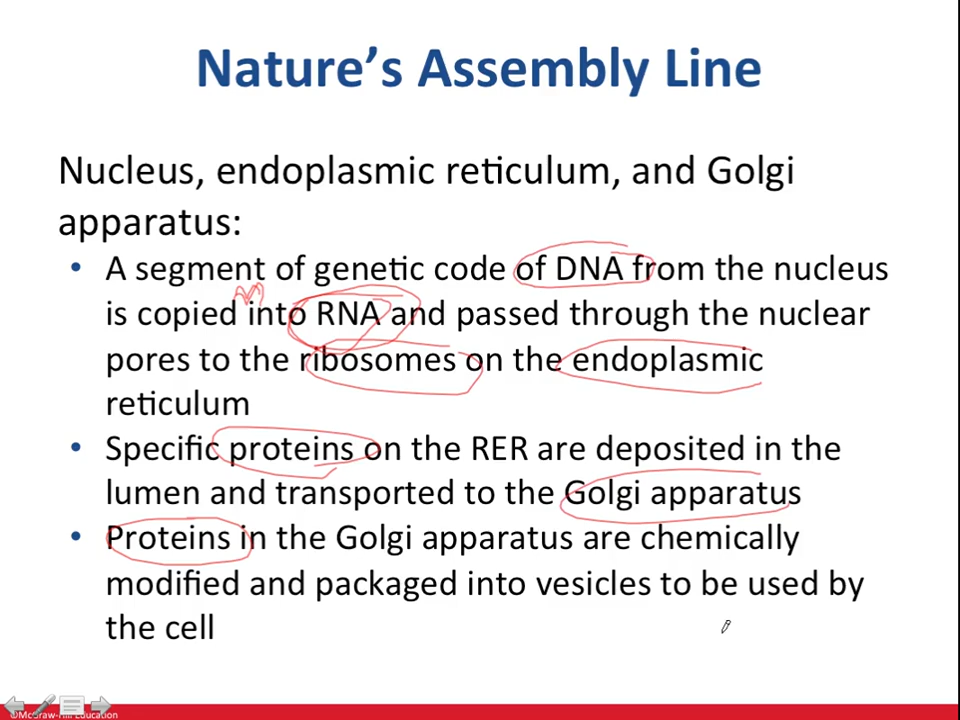 Nature's Assembly Line
Nucleus, endoplasmic reticulum, and Golgi
apparatus:
• A segment of genetic code of DNA from the nucleus
m
is copied into RNA and passed through the nuclear
pores to the ribosomes on the endoplasmic
reticulum
• Specific proteins on the RER are deposited in the
lumen and transported to the Golgi apparatus
• Proteins in the Golgi apparatus are chemically
modified and packaged into vesicles to be used by
the cell
©McGraw-Hill Education